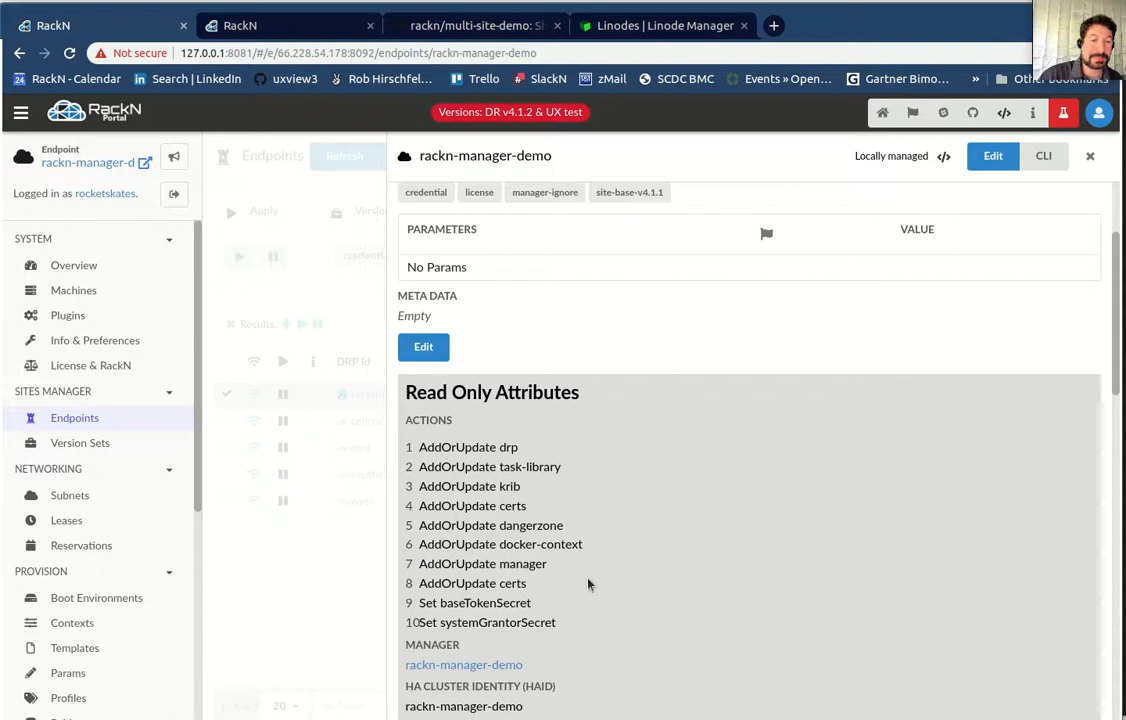 RackN
RackN
rackn/multi-site-demo: Sh
Linodes | Linode Manager
Not secure 127.0.0.1:8081/#/e/66.228.54.178:8092/endpoints/rackn-manager-demo
RackN - Calendar
Search | LinkedIn
uxview3
Rob Hirschfel...
Trello
SlackN
zMail
SCDC BMC
Events » Open...
Gartner Bimo...
»
Other bookmarks
RackN
Portal
Versions: DR v4.1.2 & UX test
Endpoint
rackn-manager-d
Logged in as rocketskates.
SYSTEM
Overview
Machines
Plugins
Info & Preferences
License & RackN
SITES MANAGER
Endpoints
Version Sets
NETWORKING
Subnets
Leases
Reservations
PROVISION
Boot Environments
Contexts
Templates
Params
Profiles
Endpoints
Refresh
Apply
Versio
Results:
DRP Id
20
rackn-manager-demo
Locally managed
Edit
CLI
credential
license
manager-ignore
site-base-v4.1.1
PARAMETERS
VALUE
No Params
META DATA
Empty
Edit
Read Only Attributes
ACTIONS
1 AddOrUpdate drp
2 AddOrUpdate task-library
3 AddOrUpdate krib
4 AddOrUpdate certs
5 AddOrUpdate dangerzone
6 AddOrUpdate docker-context
7 AddOrUpdate manager
8 AddOrUpdate certs
9 Set baseTokenSecret
10Set systemGrantorSecret
MANAGER
rackn-manager-demo
HA CLUSTER IDENTITY (HAID)
rackn-manager-demo